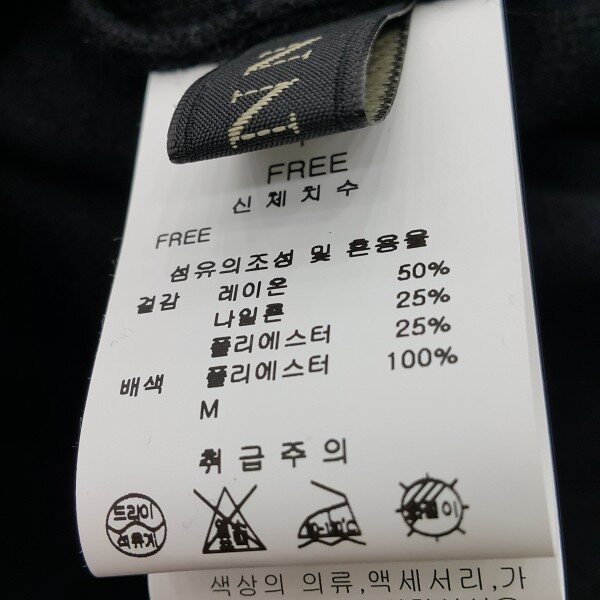 FREE
신체치수
FREE
섬유의조성 및 혼용율
겉감 레이온 50%
나일론 25%
폴리에스터 25%
배색 폴리에스터 100%
M
취급주의
드라이
석유계
색상의 의류,액세서리,가